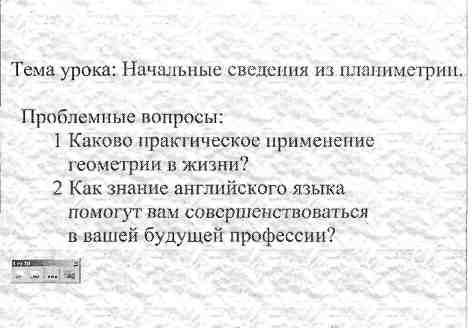 Тема урока: Начальные сведения из планиметрии.
Проблемные вопросы:
1 Каково практическое применение
геометрии в жизни?
2 Как знание английского языка
помогут вам совершенствоваться
в вашей будущей профессии?